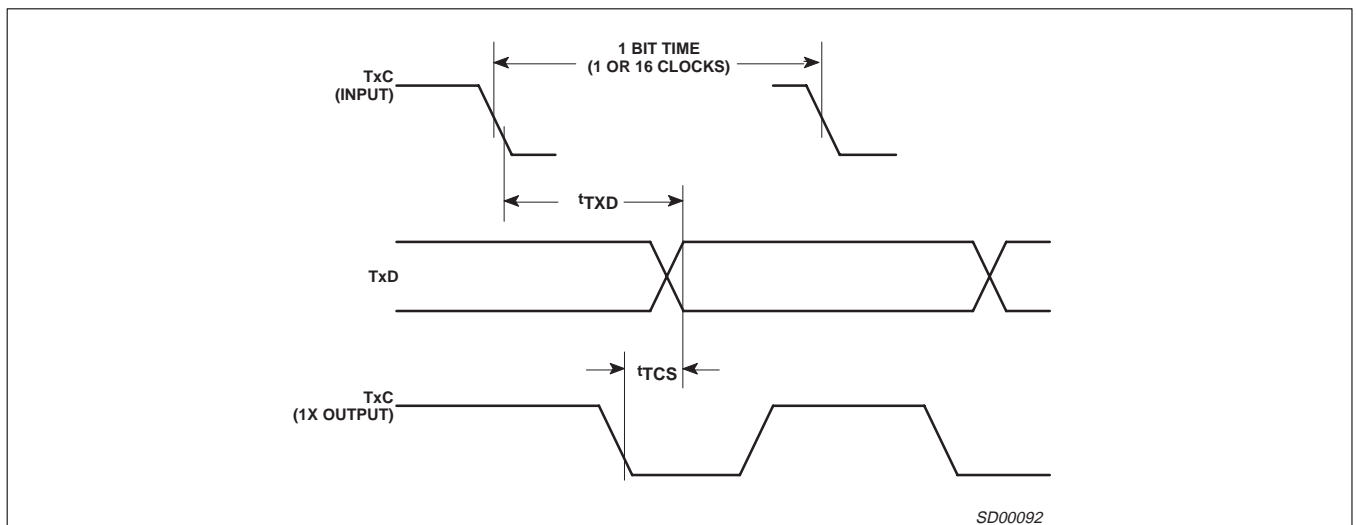 1 BIT TIME
(1 OR 16 CLOCKS)
TxC
(INPUT)
tTXD
TxD
tTCS
TxC
(1X OUTPUT)
SD00092